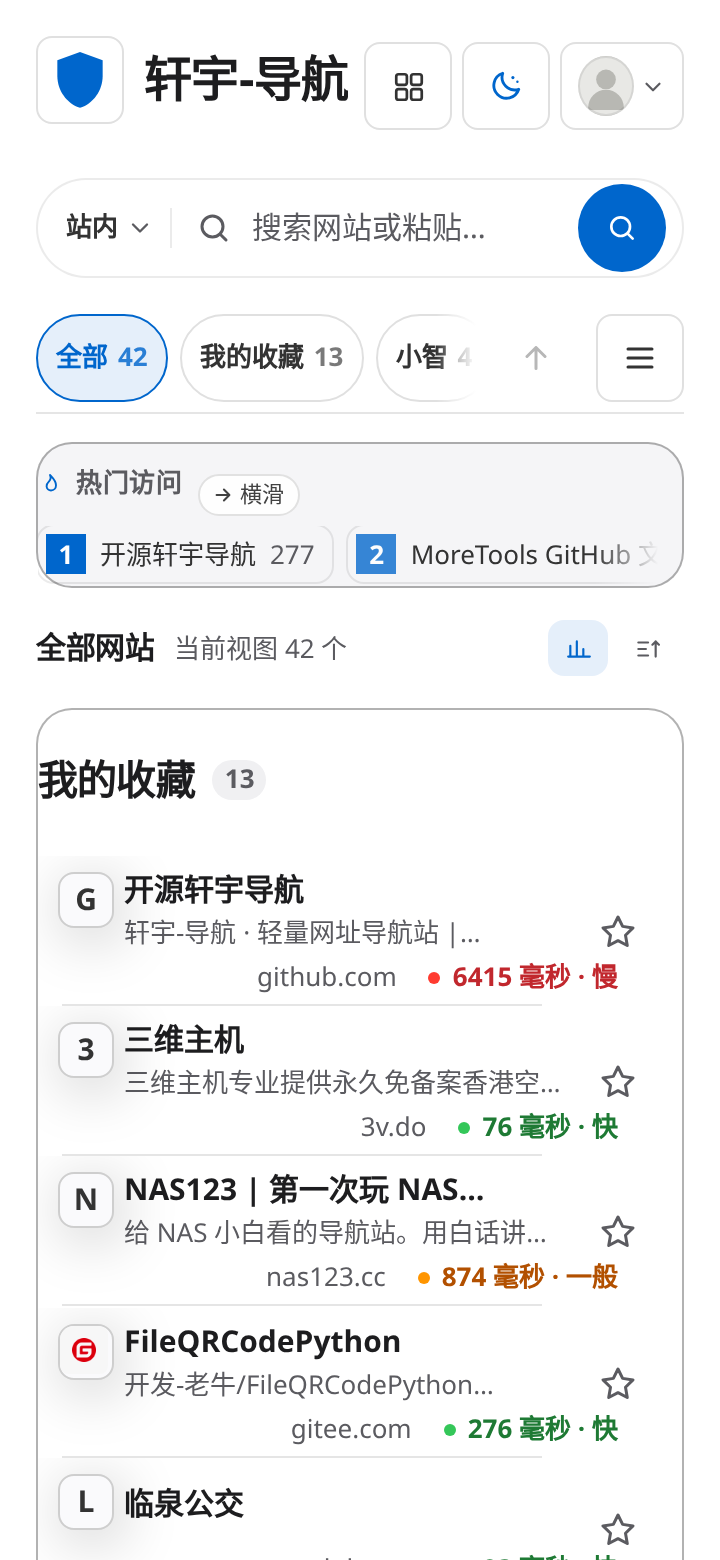 轩宇-导航
站内 搜索网站或粘贴...
全部 42 我的收藏 13 小智
热门访问 → 横滑
1 开源轩宇导航 277 2 MoreTools GitHub
全部网站 当前视图 42 个
我的收藏 13
G 开源轩宇导航
轩宇-导航 · 轻量网址导航站 |...
github.com 6415 毫秒 · 慢
3 三维主机
三维主机专业提供永久免备案香港空...
3v.do 76 毫秒 · 快
N NAS123 | 第一次玩 NAS...
给 NAS 小白看的导航站。用白话讲...
nas123.cc 874 毫秒 · 一般
FileQRCodePython
开发-老牛/FileQRCodePython...
gitee.com 276 毫秒 · 快
L 临泉公交